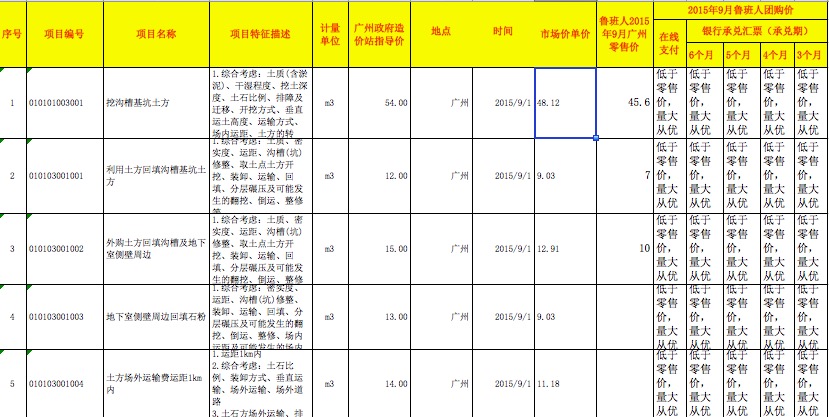 2015年9月鲁班人团购价
序号
项目编号
项目名称
项目特征描述
计量
单位
广州政府造
价站指导价
地点
时间
市场价单价
鲁班人2015
年9月广州
零售价
在线
支付
银行承兑汇票（承兑期）
6个月
5个月
4个月
3个月
1
010101003001
挖沟槽基坑土方
1.综合考虑：土质(含淤
泥)、干湿程度、挖土深
度、土石比例、排障及
迁移、开挖方式、垂直
运土高度、运输方式、
场内运距、土方的转
m3
54.00
广州
2015/9/1
48.12
45.6
低于
零售
价，
量大
从优
低于
零售
价，
量大
从优
低于
零售
价，
量大
从优
低于
零售
价，
量大
从优
低于
零售
价，
量大
从优
2
010103001001
利用土方回填沟槽基坑土
方
1.综合考虑：土质、密
实度、运距、沟槽(坑)
修整、取土点土方开
挖、装卸、运输、回
填、分层碾压及可能发
生的翻挖、倒运、整修
等
m3
12.00
广州
2015/9/1
9.03
7
低于
零售
价，
量大
从优
低于
零售
价，
量大
从优
低于
零售
价，
量大
从优
低于
零售
价，
量大
从优
低于
零售
价，
量大
从优
3
010103001002
外购土方回填沟槽及地下
室侧壁周边
1.综合考虑：土质、密
实度、运距、沟槽(坑)
修整、取土点土方开
挖、装卸、运输、回
填、分层碾压及可能发
生的翻挖、倒运、整修
m3
15.00
广州
2015/9/1
12.91
10
低于
零售
价，
量大
从优
低于
零售
价，
量大
从优
低于
零售
价，
量大
从优
低于
零售
价，
量大
从优
低于
零售
价，
量大
从优
4
010103001003
地下室侧壁周边回填石粉
1.综合考虑：密实度、
运距、沟槽(坑)修整、
装卸、运输、回填、分
层碾压及可能发生的翻
挖、倒运、整修、场内
运距及可能发生的场内
m3
13.00
广州
2015/9/1
9.03
低于
零售
价，
量大
从优
低于
零售
价，
量大
从优
低于
零售
价，
量大
从优
低于
零售
价，
量大
从优
低于
零售
价，
量大
从优
5
010103001004
土方场外运输费运距1km
内
1.运距1km内
2.综合考虑：土石比
例、装卸方式、垂直运
输、场外运输、场外道
路
3.土石方场外运输、排
m3
14.00
广州
2015/9/1
11.18
低于
零售
价，
量大
从优
低于
零售
价，
量大
从优
低于
零售
价，
量大
从优
低于
零售
价，
量大
从优
低于
零售
价，
量大
从优